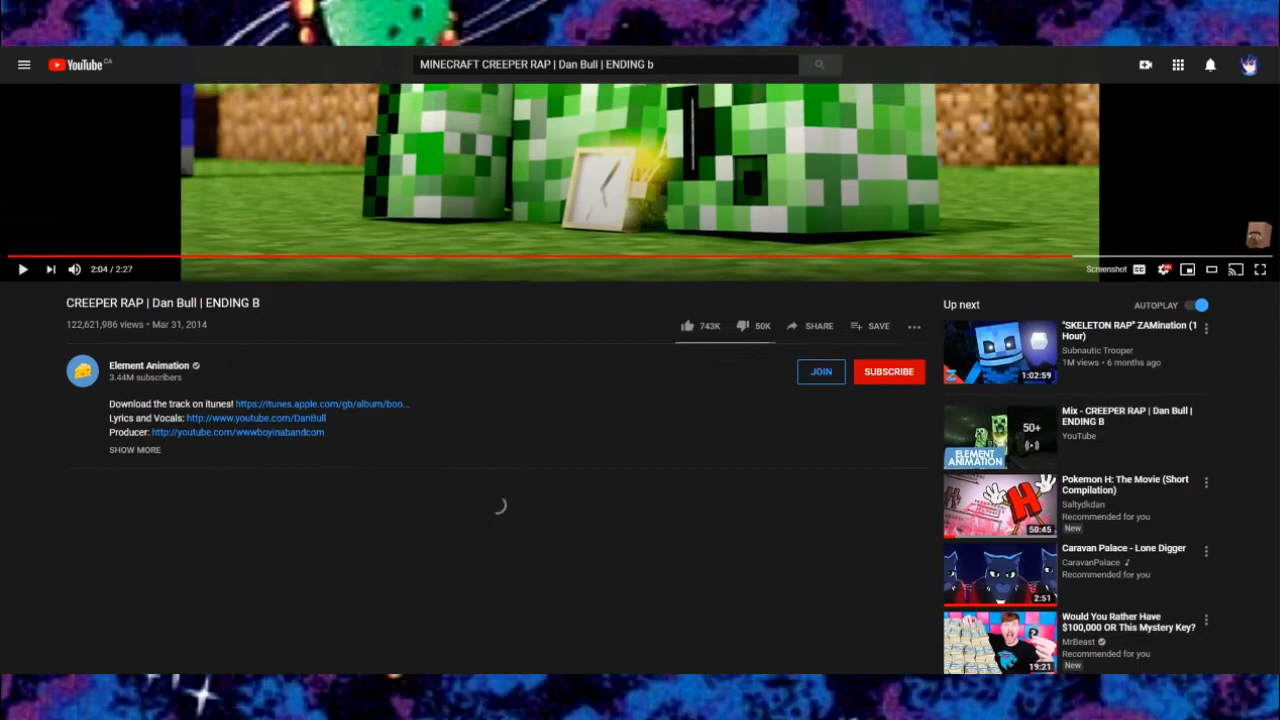 YouTube CA
MINECRAFT CREEPER RAP | Dan Bull | ENDING b
2:04 / 2:27
Screenshot
CC
HD
CREEPER RAP | Dan Bull | ENDING B
122,621,986 views • Mar 31, 2014
743K
50K
SHARE
SAVE
Element Animation
3.44M subscribers
JOIN
SUBSCRIBE
Download the track on itunes! https://itunes.apple.com/gb/album/boo...
Lyrics and Vocals: http://www.youtube.com/DanBull
Producer: http://youtube.com/wwwboyinabandcom
SHOW MORE
Up next
AUTOPLAY
1:02:59
"SKELETON RAP" ZAMination (1
Hour)
Subnautic Trooper
1M views • 6 months ago
50+
ELEMENT
ANIMATION
Mix - CREEPER RAP | Dan Bull |
ENDING B
YouTube
H
50:45
Pokemon H: The Movie (Short
Compilation)
Saltydkdan
Recommended for you
New
2:51
Caravan Palace - Lone Digger
CaravanPalace
Recommended for you
19:21
Would You Rather Have
$100,000 OR This Mystery Key?
MrBeast
Recommended for you
New